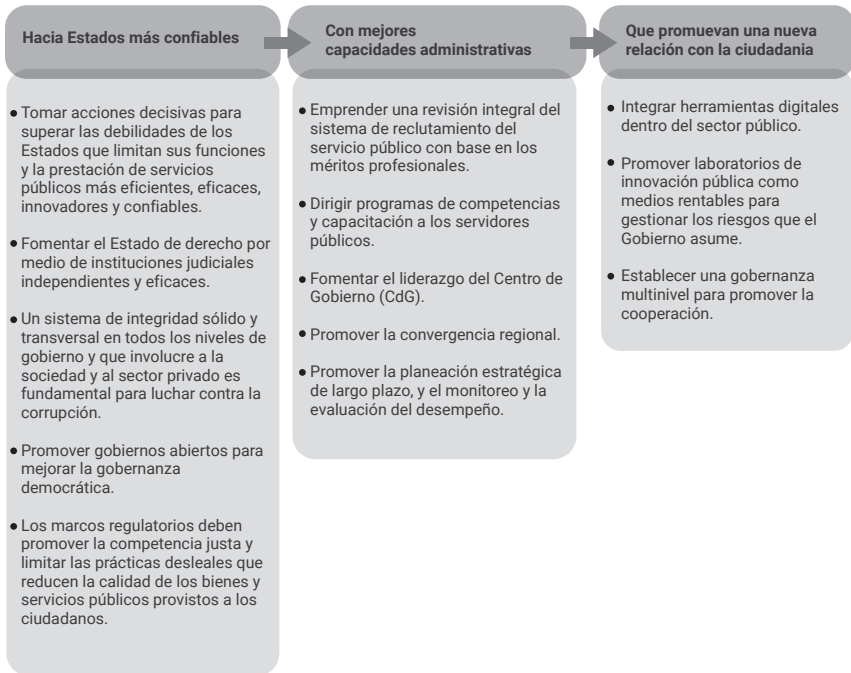 Hacia Estados más confiables
Con mejores
capacidades administrativas
Que promuevan una nueva
relación con la ciudadania
• Tomar acciones decisivas para
superar las debilidades de los
Estados que limitan sus funciones
y la prestación de servicios
públicos más eficientes, eficaces,
innovadores y confiables.
• Fomentar el Estado de derecho por
medio de instituciones judiciales
independientes y eficaces.
• Un sistema de integridad sólido y
transversal en todos los niveles de
gobierno y que involucre a la
sociedad y al sector privado es
fundamental para luchar contra la
corrupción.
• Promover gobiernos abiertos para
mejorar la gobernanza
democrática.
• Los marcos regulatorios deben
promover la competencia justa y
limitar las prácticas desleales que
reducen la calidad de los bienes y
servicios públicos provistos a los
ciudadanos.
• Emprender una revisión integral del
sistema de reclutamiento del
servicio público con base en los
méritos profesionales.
• Dirigir programas de competencias
y capacitación a los servidores
públicos.
• Fomentar el liderazgo del Centro de
Gobierno (CdG).
• Promover la convergencia regional.
• Promover la planeación estratégica
de largo plazo, y el monitoreo y la
evaluación del desempeño.
• Integrar herramientas digitales
dentro del sector público.
• Promover laboratorios de
innovación pública como
medios rentables para
gestionar los riesgos que el
Gobierno asume.
• Establecer una gobernanza
multinivel para promover la
cooperación.